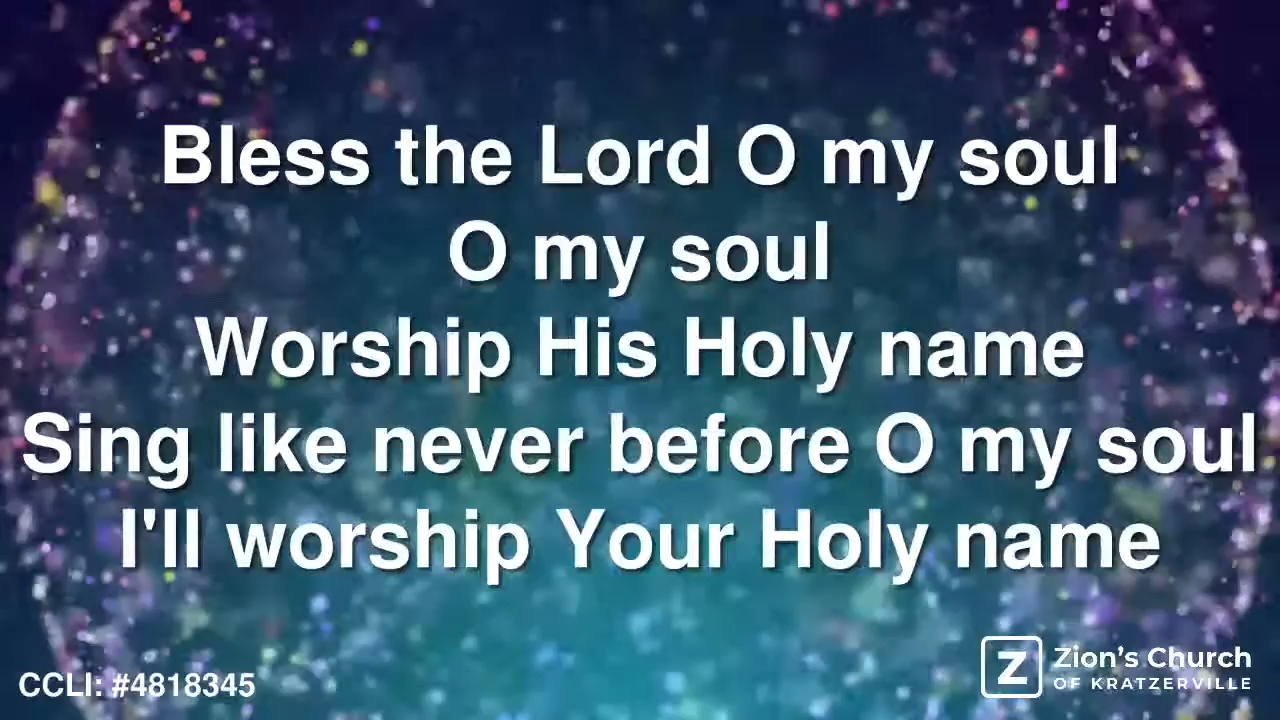 Bless the Lord O my soul
O my soul
Worship His Holy name
Sing like never before O my soul
I'll worship Your Holy name
CCLI: #4818345
Z
Zion's Church
OF KRATZERVILLE